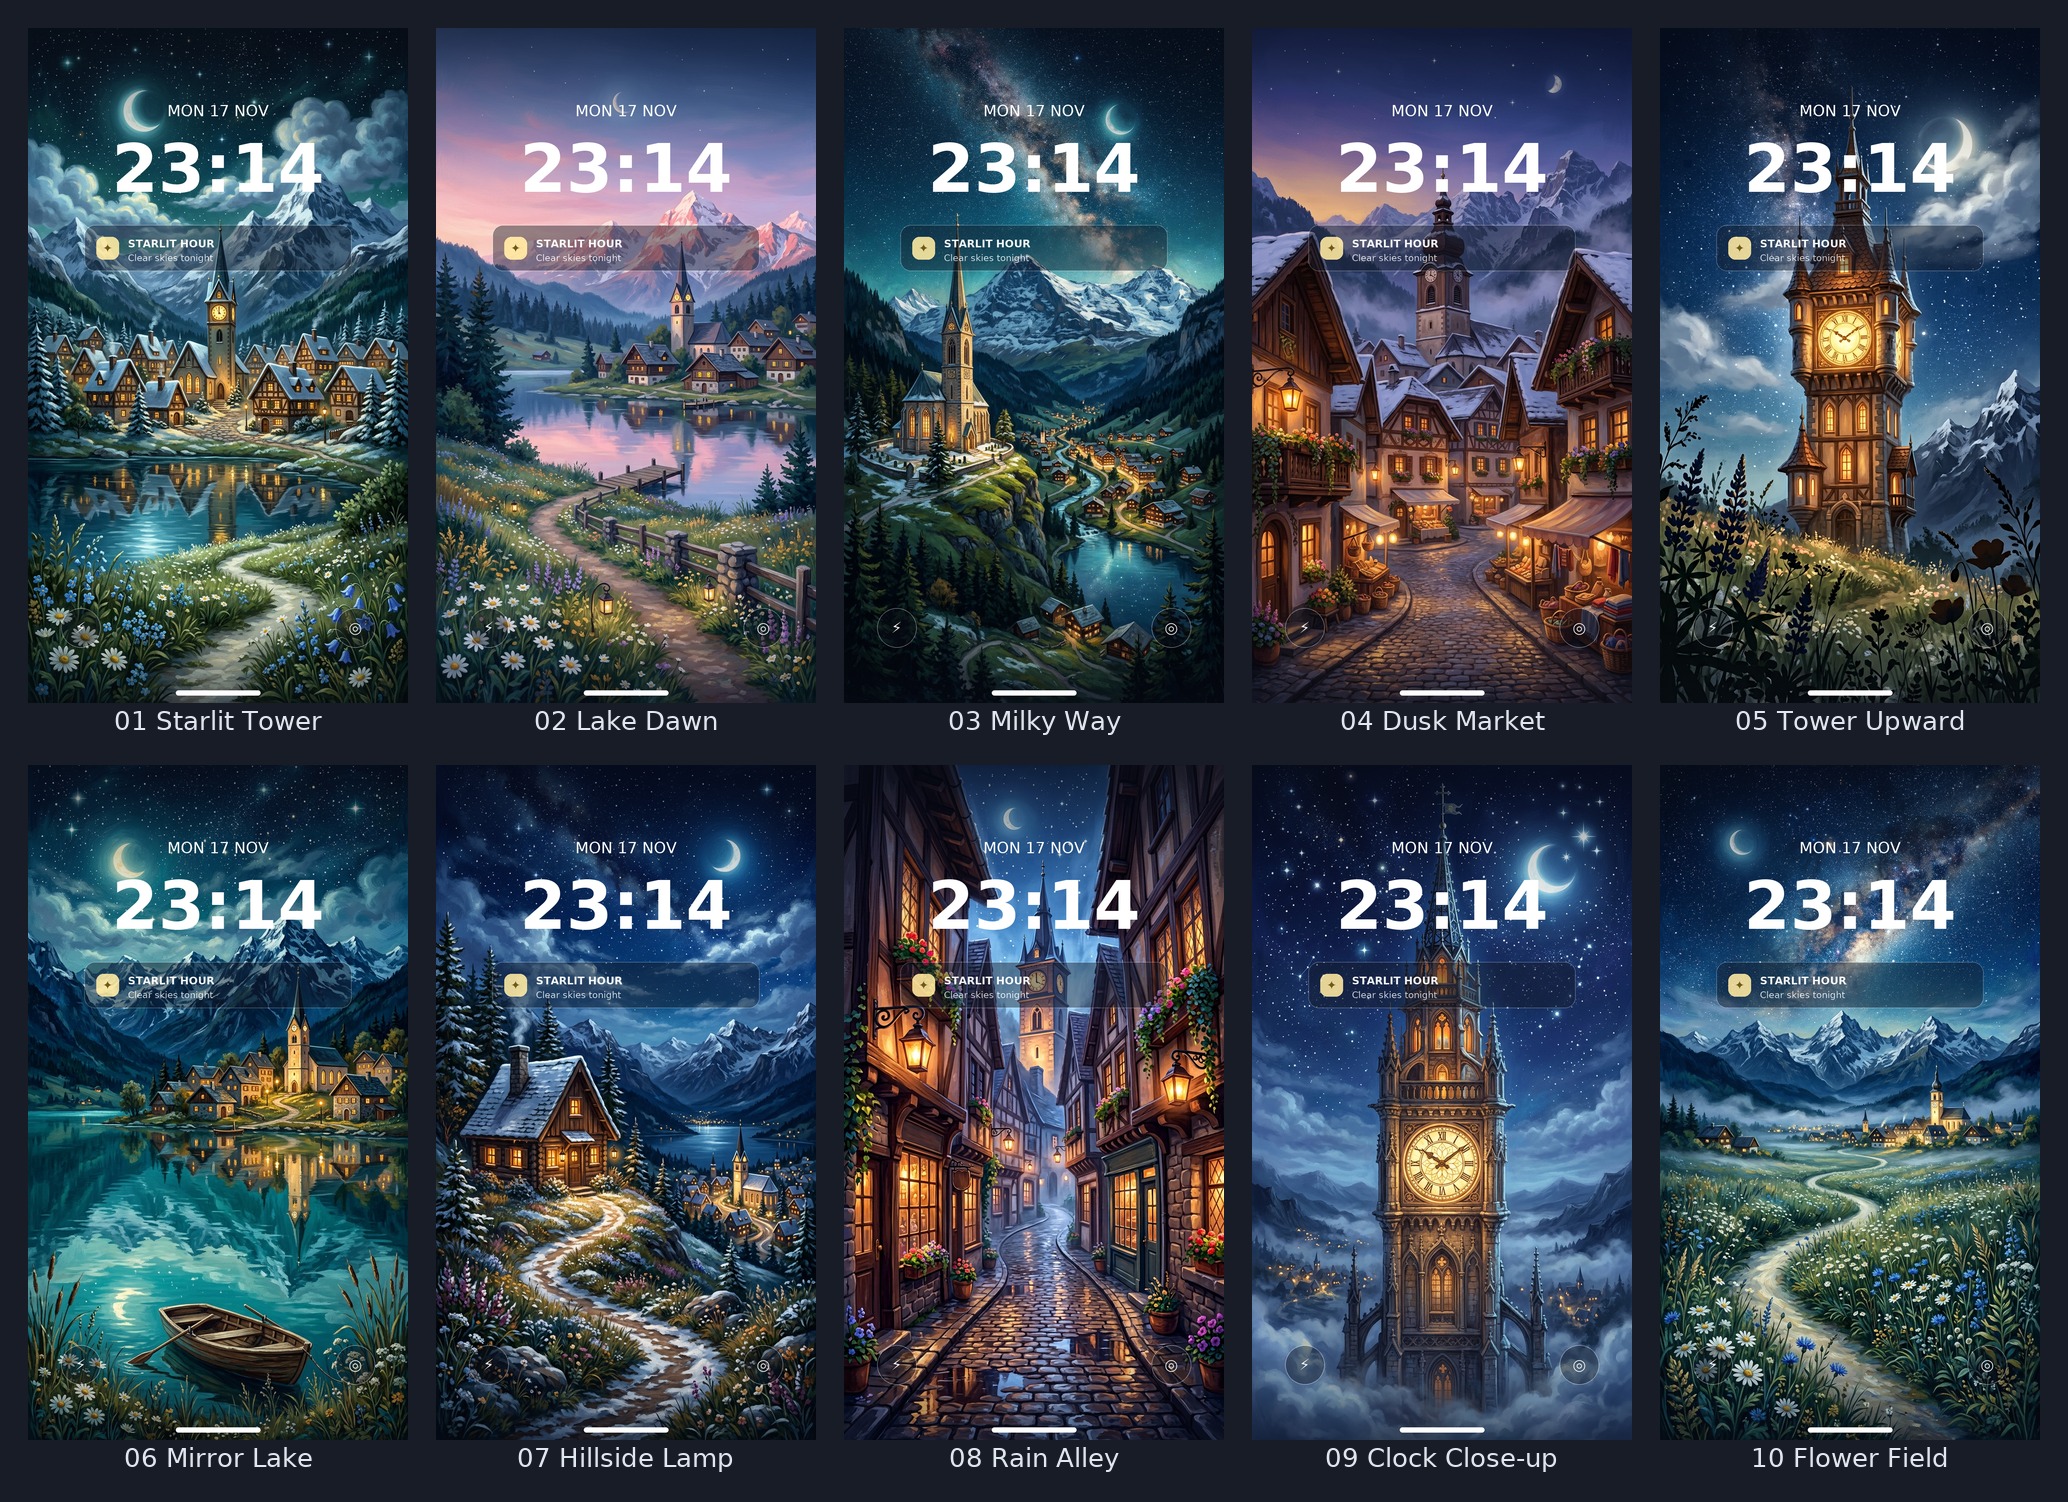 MON 17 NOV
23:14
STARLIT HOUR
Clear skies tonight
01 Starlit Tower
MON 17 NOV
23:14
STARLIT HOUR
Clear skies tonight
02 Lake Dawn
MON 17 NOV
23:14
STARLIT HOUR
Clear skies tonight
03 Milky Way
MON 17 NOV
23:14
STARLIT HOUR
Clear skies tonight
04 Dusk Market
MON 17 NOV
23:14
STARLIT HOUR
Clear skies tonight
05 Tower Upward
MON 17 NOV
23:14
STARLIT HOUR
Clear skies tonight
06 Mirror Lake
MON 17 NOV
23:14
STARLIT HOUR
Clear skies tonight
07 Hillside Lamp
MON 17 NOV
23:14
STARLIT HOUR
Clear skies tonight
08 Rain Alley
MON 17 NOV
23:14
STARLIT HOUR
Clear skies tonight
09 Clock Close-up
MON 17 NOV
23:14
STARLIT HOUR
Clear skies tonight
10 Flower Field